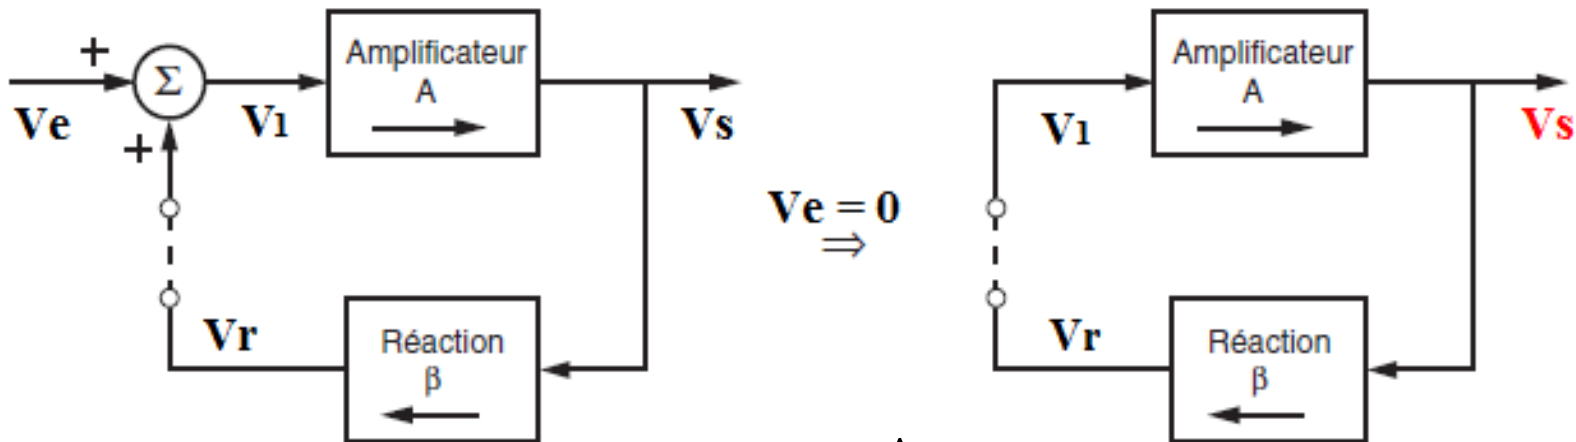 +
Σ
Amplificateur
A
Ve
+
V1
Vs
Vr
Réaction
β
Ve = 0
⇒
Amplificateur
A
V1
Vs
Vr
Réaction
β